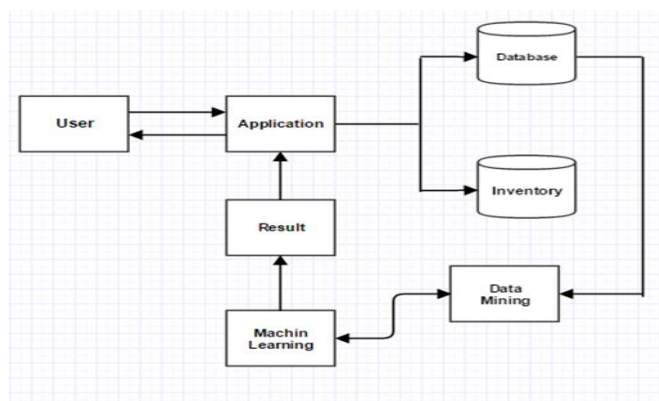 Database
User
Application
Inventory
Result
Data
Mining
Machin
Learning